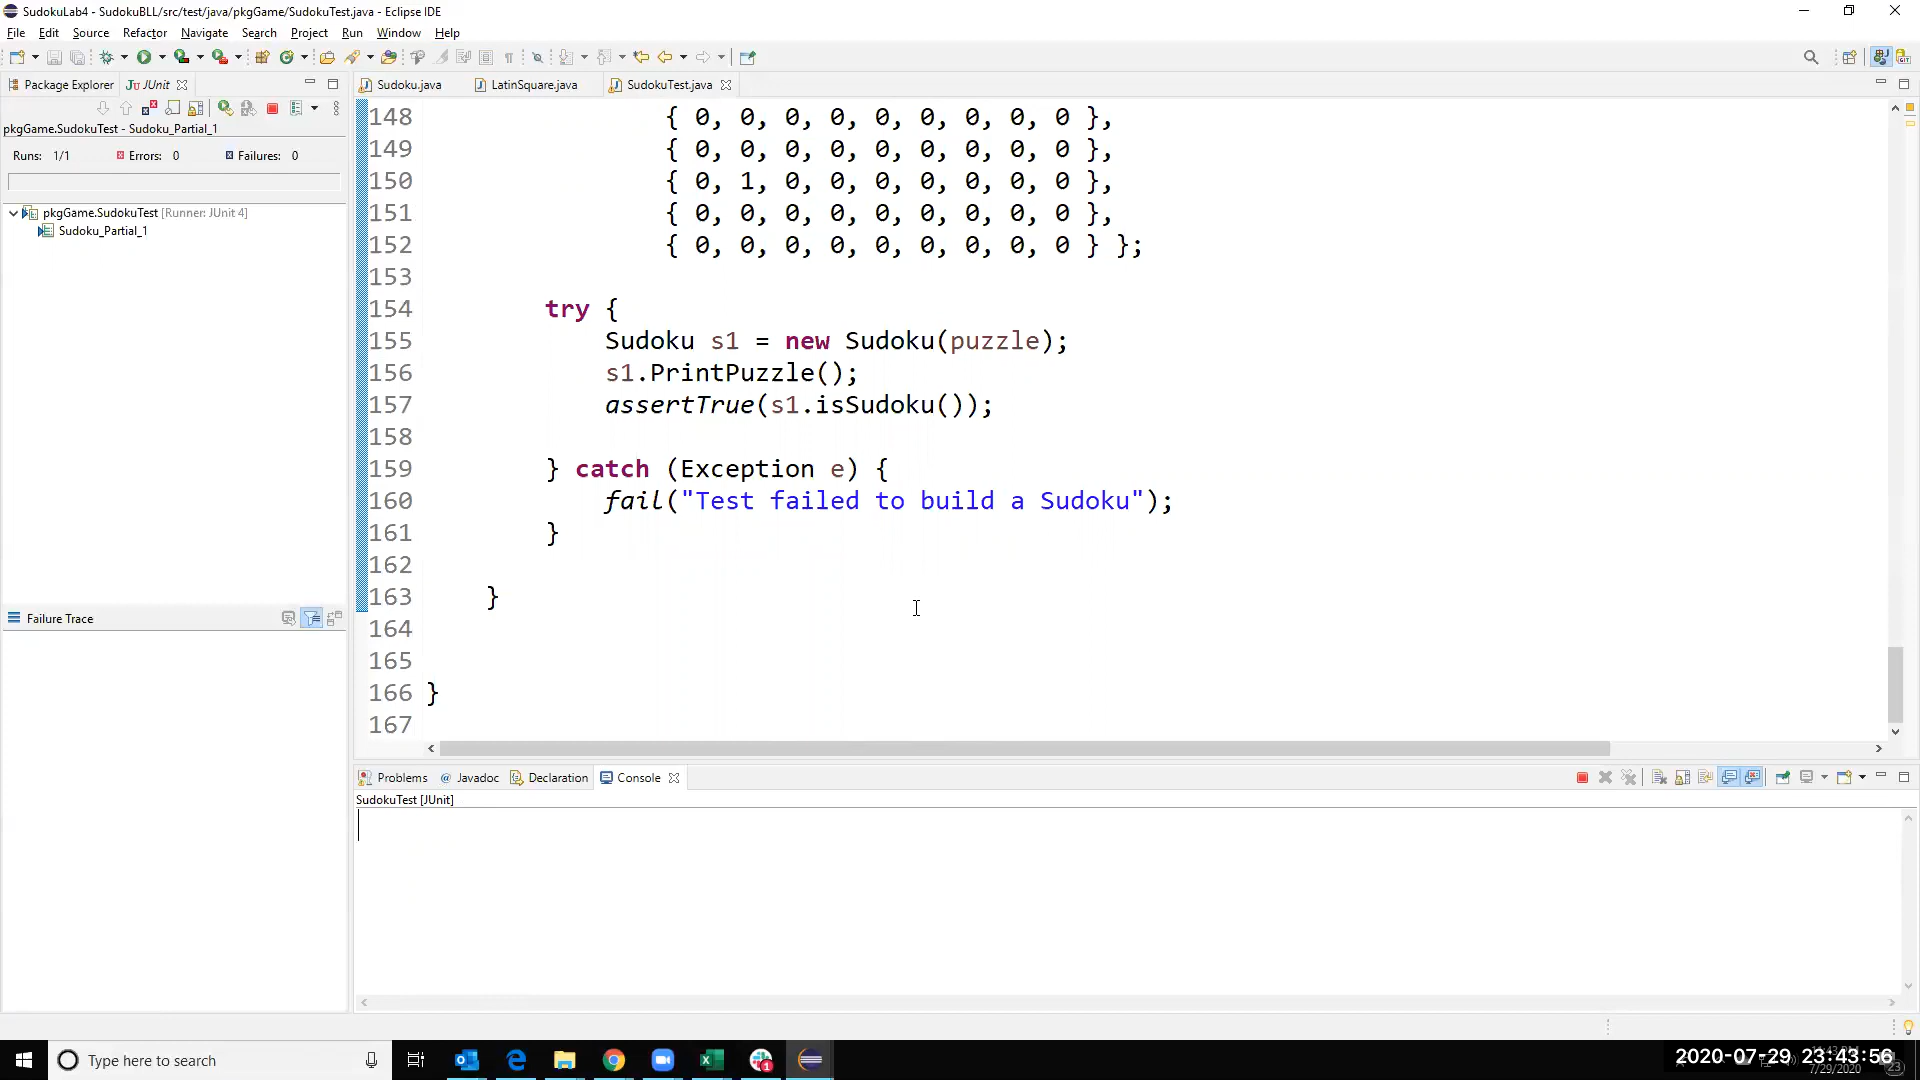 SudokuLab4 - SudokuBLL/src/test/java/pkgGame/SudokuTest.java - Eclipse IDE
File Edit Source Refactor Navigate Search Project Run Window Help
Package Explorer JUnit
Sudoku.java LatinSquare.java SudokuTest.java
pkgGame.SudokuTest - Sudoku_Partial_1
Runs: 1/1 Errors: 0 Failures: 0
pkgGame.SudokuTest [Runner: JUnit 4]
Sudoku_Partial_1
Failure Trace
148 { 0, 0, 0, 0, 0, 0, 0, 0, 0 },
149 { 0, 0, 0, 0, 0, 0, 0, 0, 0 },
150 { 0, 1, 0, 0, 0, 0, 0, 0, 0 },
151 { 0, 0, 0, 0, 0, 0, 0, 0, 0 },
152 { 0, 0, 0, 0, 0, 0, 0, 0, 0 } };
153
154 try {
155 Sudoku s1 = new Sudoku(puzzle);
156 s1.PrintPuzzle();
157 assertTrue(s1.isSudoku());
158
159 } catch (Exception e) {
160 fail("Test failed to build a Sudoku");
161 }
162
163 }
164
165
166 }
167
Problems Javadoc Declaration Console
SudokuTest [JUnit]
Type here to search
2020-07-29 23:43:56
7/29/2020